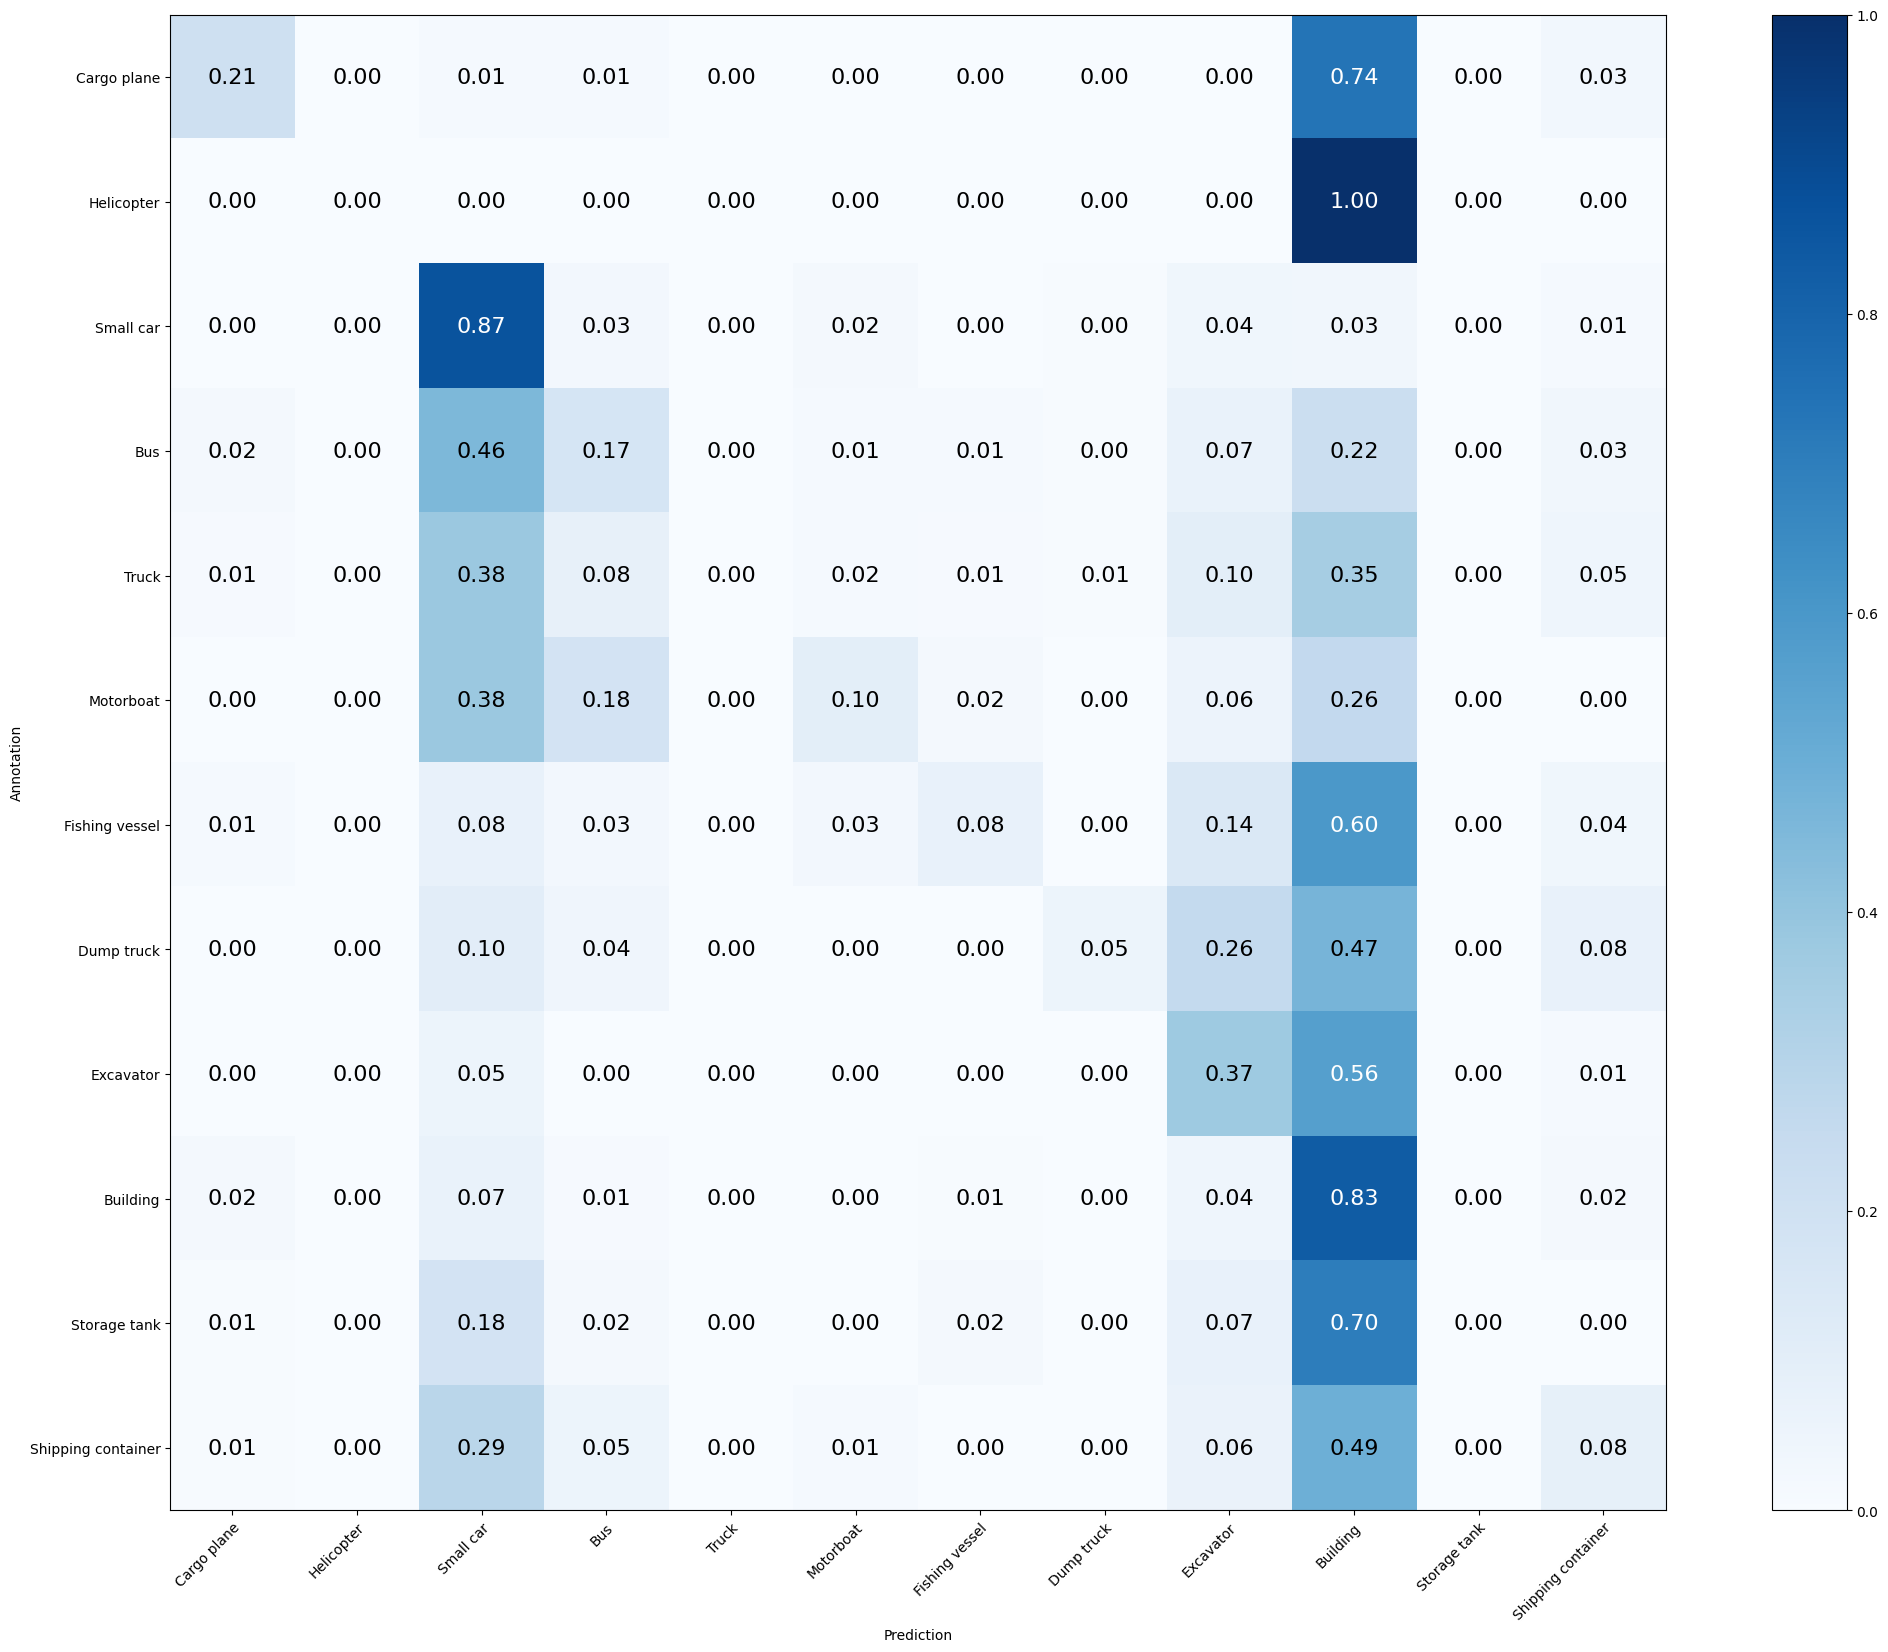 Cargo plane 0.21 0.00 0.01 0.01 0.00 0.00 0.00 0.00 0.00 0.74 0.00 0.03
Helicopter 0.00 0.00 0.00 0.00 0.00 0.00 0.00 0.00 0.00 1.00 0.00 0.00
Small car 0.00 0.00 0.87 0.03 0.00 0.02 0.00 0.00 0.04 0.03 0.00 0.01
Bus 0.02 0.00 0.46 0.17 0.00 0.01 0.01 0.00 0.07 0.22 0.00 0.03
Truck 0.01 0.00 0.38 0.08 0.00 0.02 0.01 0.01 0.10 0.35 0.00 0.05
Motorboat 0.00 0.00 0.38 0.18 0.00 0.10 0.02 0.00 0.06 0.26 0.00 0.00
Fishing vessel 0.01 0.00 0.08 0.03 0.00 0.03 0.08 0.00 0.14 0.60 0.00 0.04
Dump truck 0.00 0.00 0.10 0.04 0.00 0.00 0.00 0.05 0.26 0.47 0.00 0.08
Excavator 0.00 0.00 0.05 0.00 0.00 0.00 0.00 0.00 0.37 0.56 0.00 0.01
Building 0.02 0.00 0.07 0.01 0.00 0.00 0.01 0.00 0.04 0.83 0.00 0.02
Storage tank 0.01 0.00 0.18 0.02 0.00 0.00 0.02 0.00 0.07 0.70 0.00 0.00
Shipping container 0.01 0.00 0.29 0.05 0.00 0.01 0.00 0.00 0.06 0.49 0.00 0.08
Annotation
Cargo plane Helicopter Small car Bus Truck Motorboat Fishing vessel Dump truck Excavator Building Storage tank Shipping container
Prediction
1.0
0.8
0.6
0.4
0.2
0.0